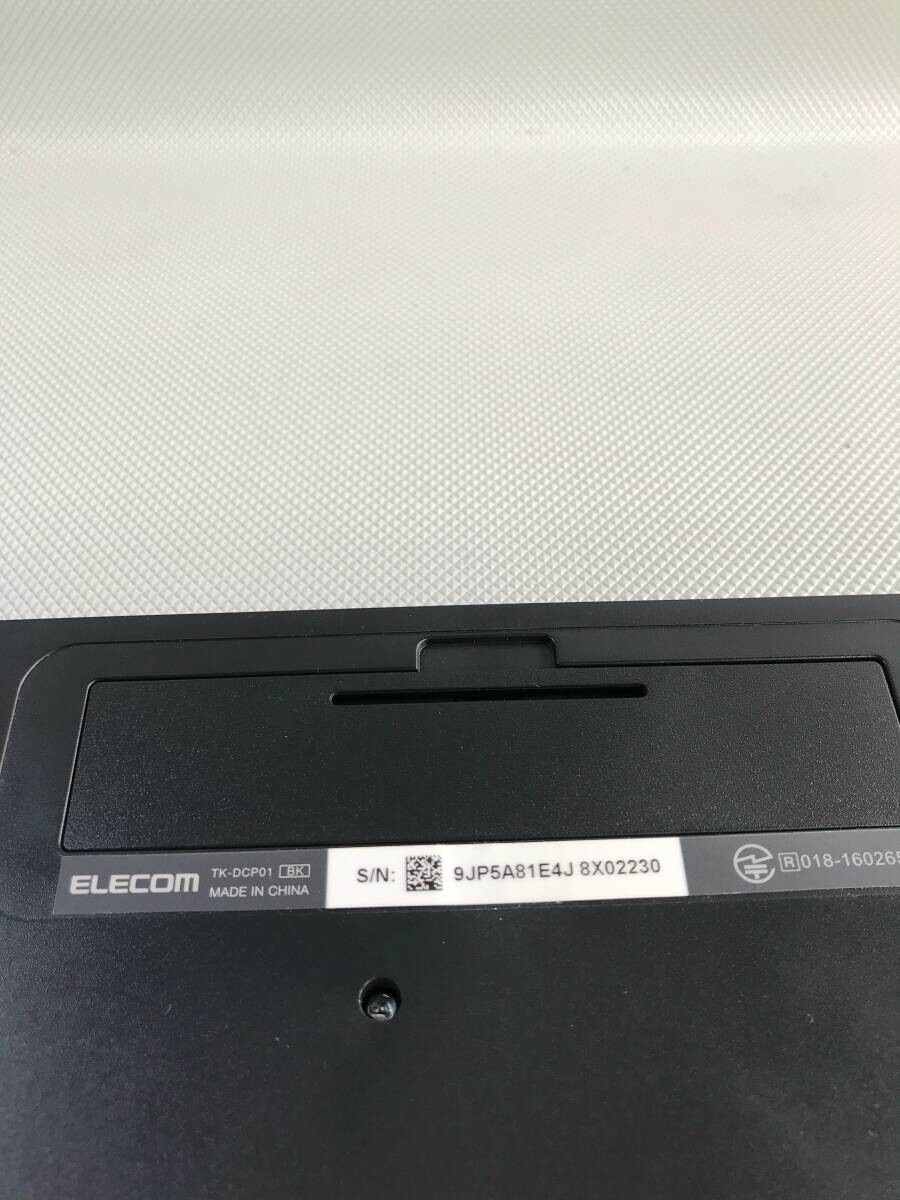 ELECOM TK-DCP01 BK
MADE IN CHINA
S/N: 9JP5A81E4J 8X02230
R 018-160265